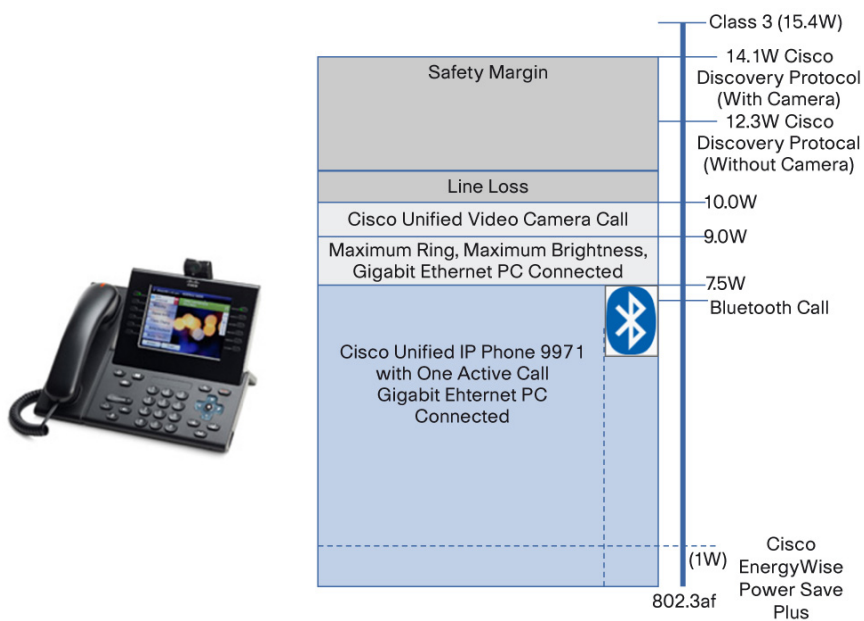 Class 3 (15.4W)
14.1W Cisco
Discovery Protocol
(With Camera)
12.3W Cisco
Discovery Protocal
(Without Camera)
Safety Margin
Line Loss
10.0W
Cisco Unified Video Camera Call
9.0W
Maximum Ring, Maximum Brightness,
Gigabit Ethernet PC Connected
7.5W
Bluetooth Call
Cisco Unified IP Phone 9971
with One Active Call
Gigabit Ehternet PC
Connected
(1W)
Cisco
EnergyWise
Power Save
Plus
802.3af